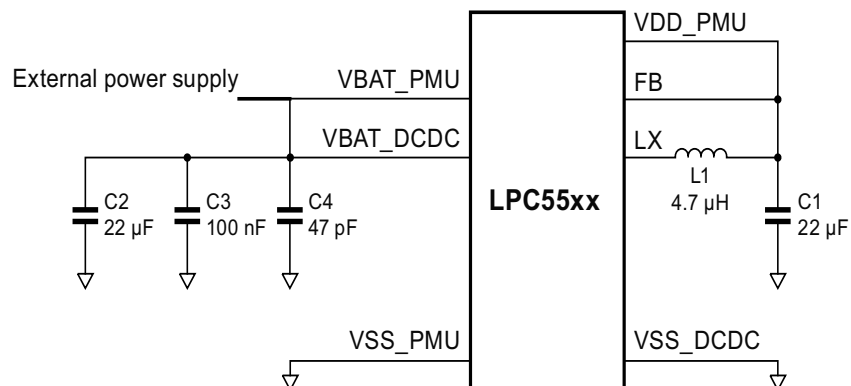 VDD_PMU
External power supply
VBAT_PMU
FB
VBAT_DCDC
LX
LPC55xx
L1
4.7 µH
C2
22 µF
C3
100 nF
C4
47 pF
C1
22 µF
VSS_PMU
VSS_DCDC